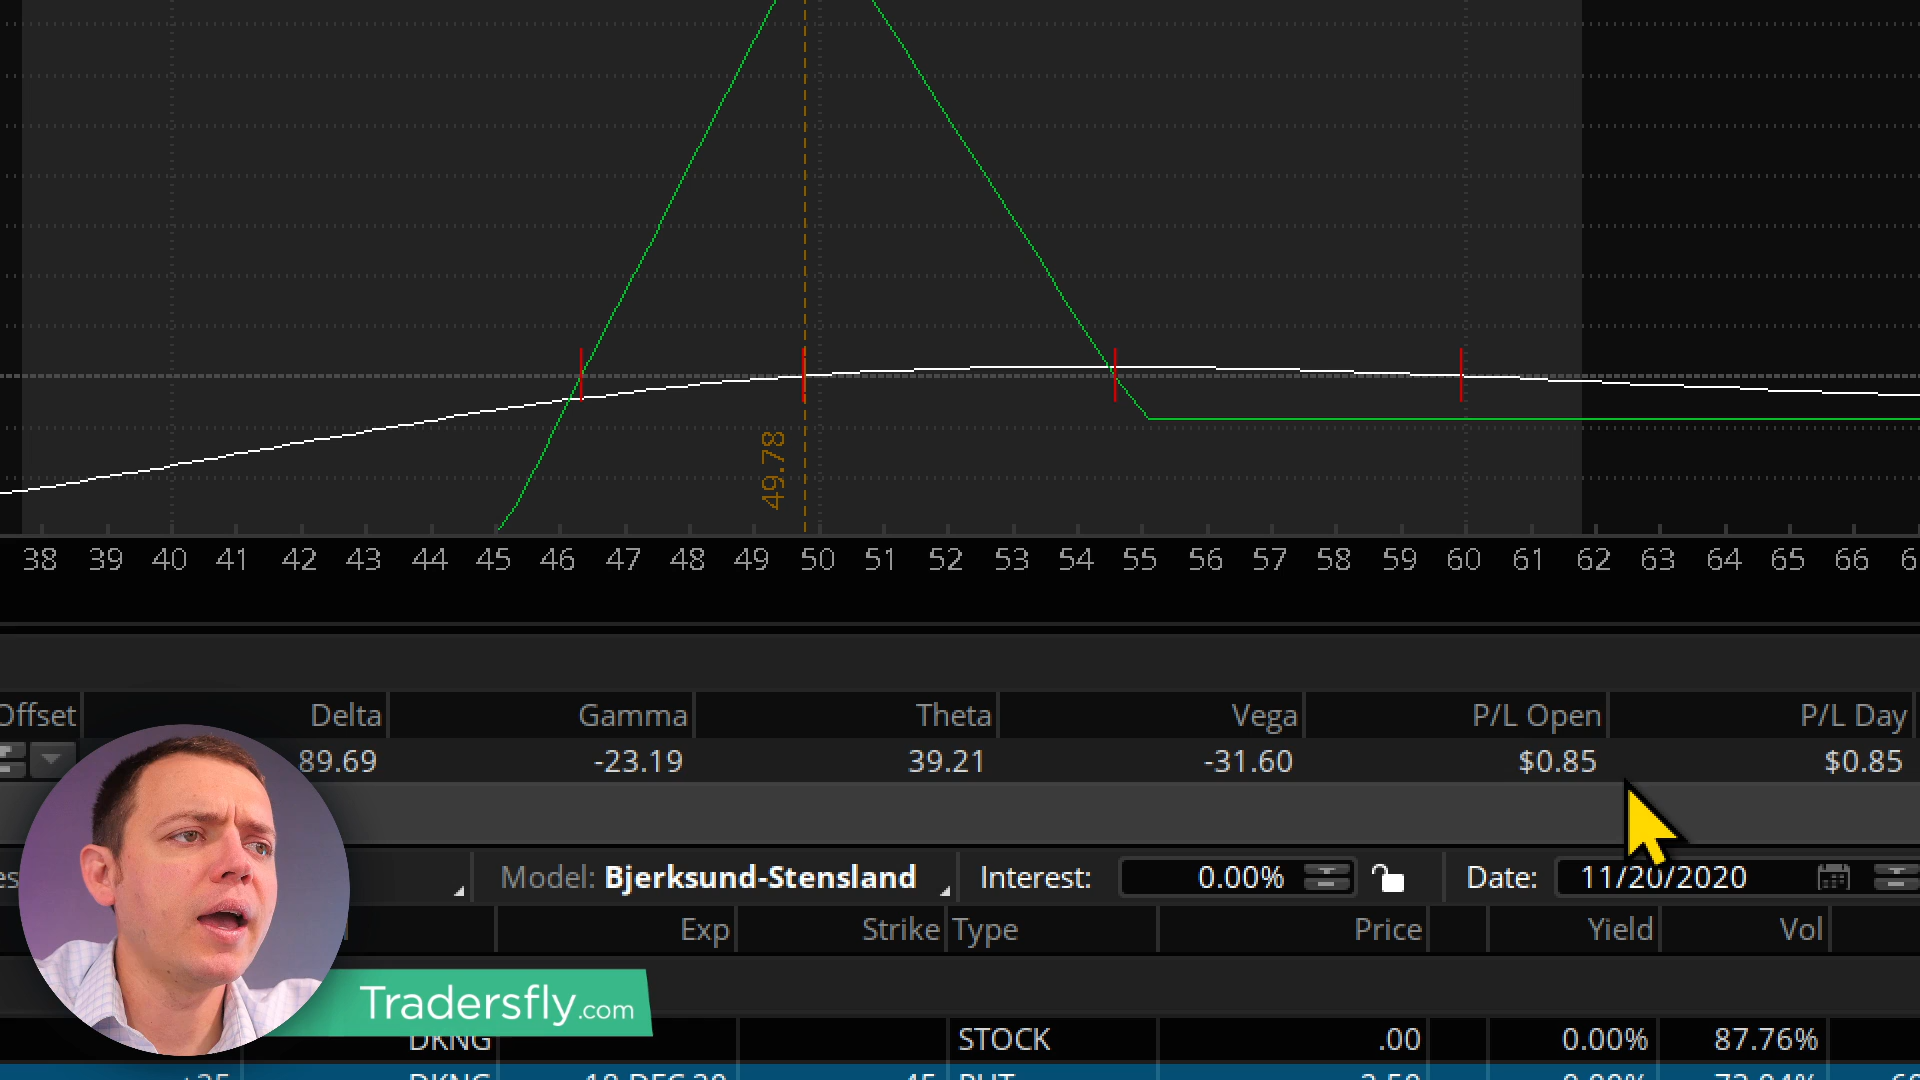 49.78
38 39 40 41 42 43 44 45 46 47 48 49 50 51 52 53 54 55 56 57 58 59 60 61 62 63 64 65 66
Offset Delta Gamma Theta Vega P/L Open P/L Day
89.69 -23.19 39.21 -31.60 $0.85 $0.85
Model: Bjerksund-Stensland Interest: 0.00% Date: 11/20/2020
Exp Strike Type Price Yield Vol
Tradersfly.com
DKNG STOCK .00 0.00% 87.76%